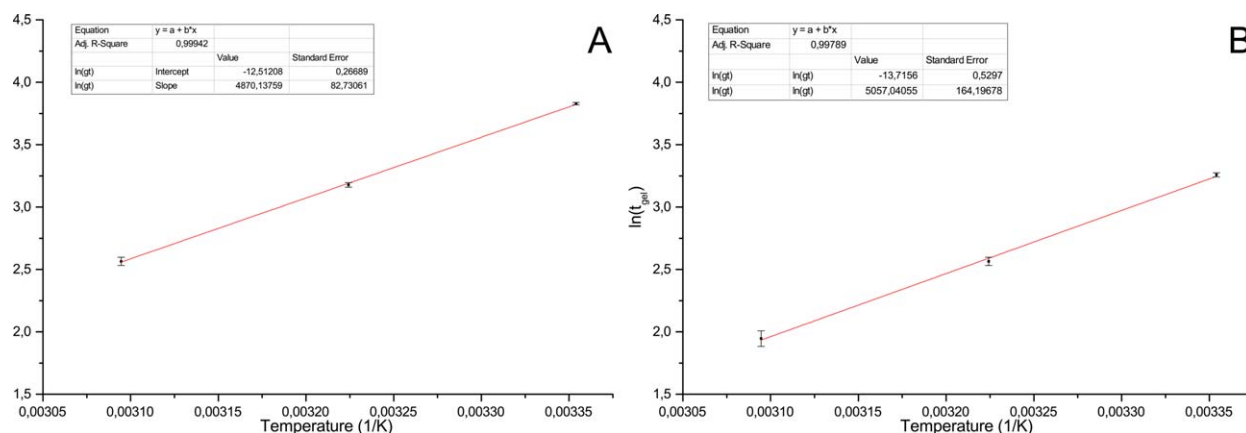 A
Equation y = a + b*x
Adj. R-Square 0,99942
Value Standard Error
ln(gt) Intercept -12,51208 0,26689
ln(gt) Slope 4870,13759 82,73061
4,5
4,0
3,5
3,0
2,5
2,0
1,5
0,00305 0,00310 0,00315 0,00320 0,00325 0,00330 0,00335
Temperature (1/K)
B
Equation y = a + b*x
Adj. R-Square 0,99789
Value Standard Error
ln(gt) ln(gt) -13,7156 0,5297
ln(gt) ln(gt) 5057,04055 164,19678
ln(t_gel)
4,5
4,0
3,5
3,0
2,5
2,0
1,5
0,00305 0,00310 0,00315 0,00320 0,00325 0,00330 0,00335
Temperature (1/K)